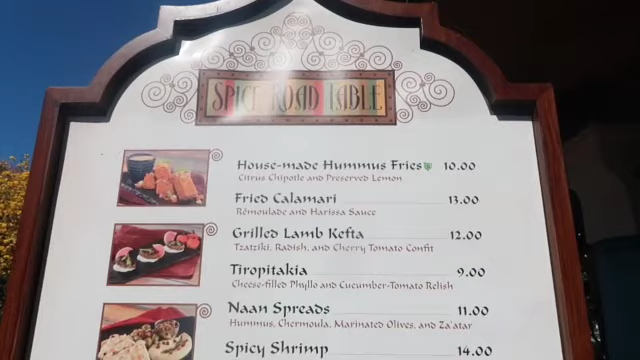 SPICE ROAD TABLE
House-made Hummus Fries 10.00
Citrus Chipotle and Preserved Lemon
Fried Calamari 13.00
Rémoulade and Harissa Sauce
Grilled Lamb Kefta 12.00
Tzatziki, Radish, and Cherry Tomato Confit
Tiropitakia 9.00
Cheese-filled Phyllo and Cucumber-Tomato Relish
Naan Spreads 11.00
Hummus, Chermoula, Marinated Olives, and Za'atar
Spicy Shrimp 14.00